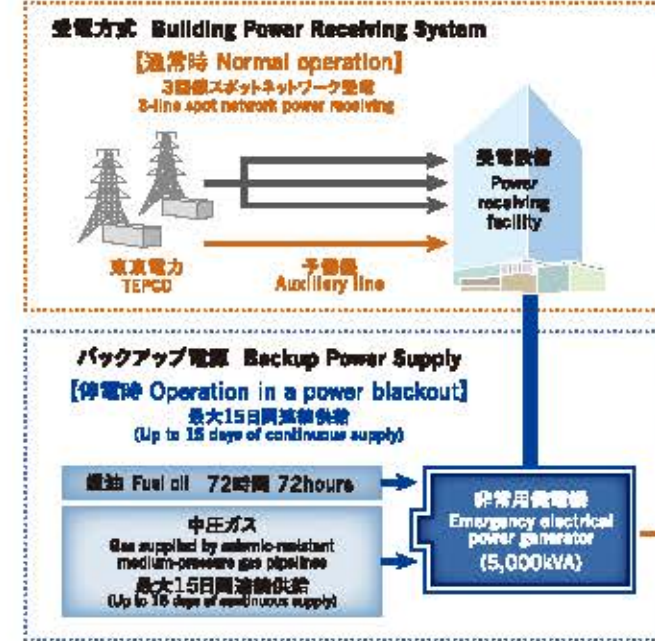 受電方式 Building Power Receiving System
【通常時 Normal operation】
3回線スポットネットワーク受電
3-line spot network power receiving
受電設備
Power
receiving
facility
東京電力
TEPCO
予備線
Auxiliary line
バックアップ電源 Backup Power Supply
【停電時 Operation in a power blackout】
最大15日間連続供給
(Up to 15 days of continuous supply)
Fuel oil 72時間 72hours
中圧ガス
Gas supplied by seismic-resistant
medium-pressure gas pipelines
最大15日間連続供給
(Up to 15 days of continuous supply)
非常用発電機
Emergency electrical
power generator
(5,000kVA)